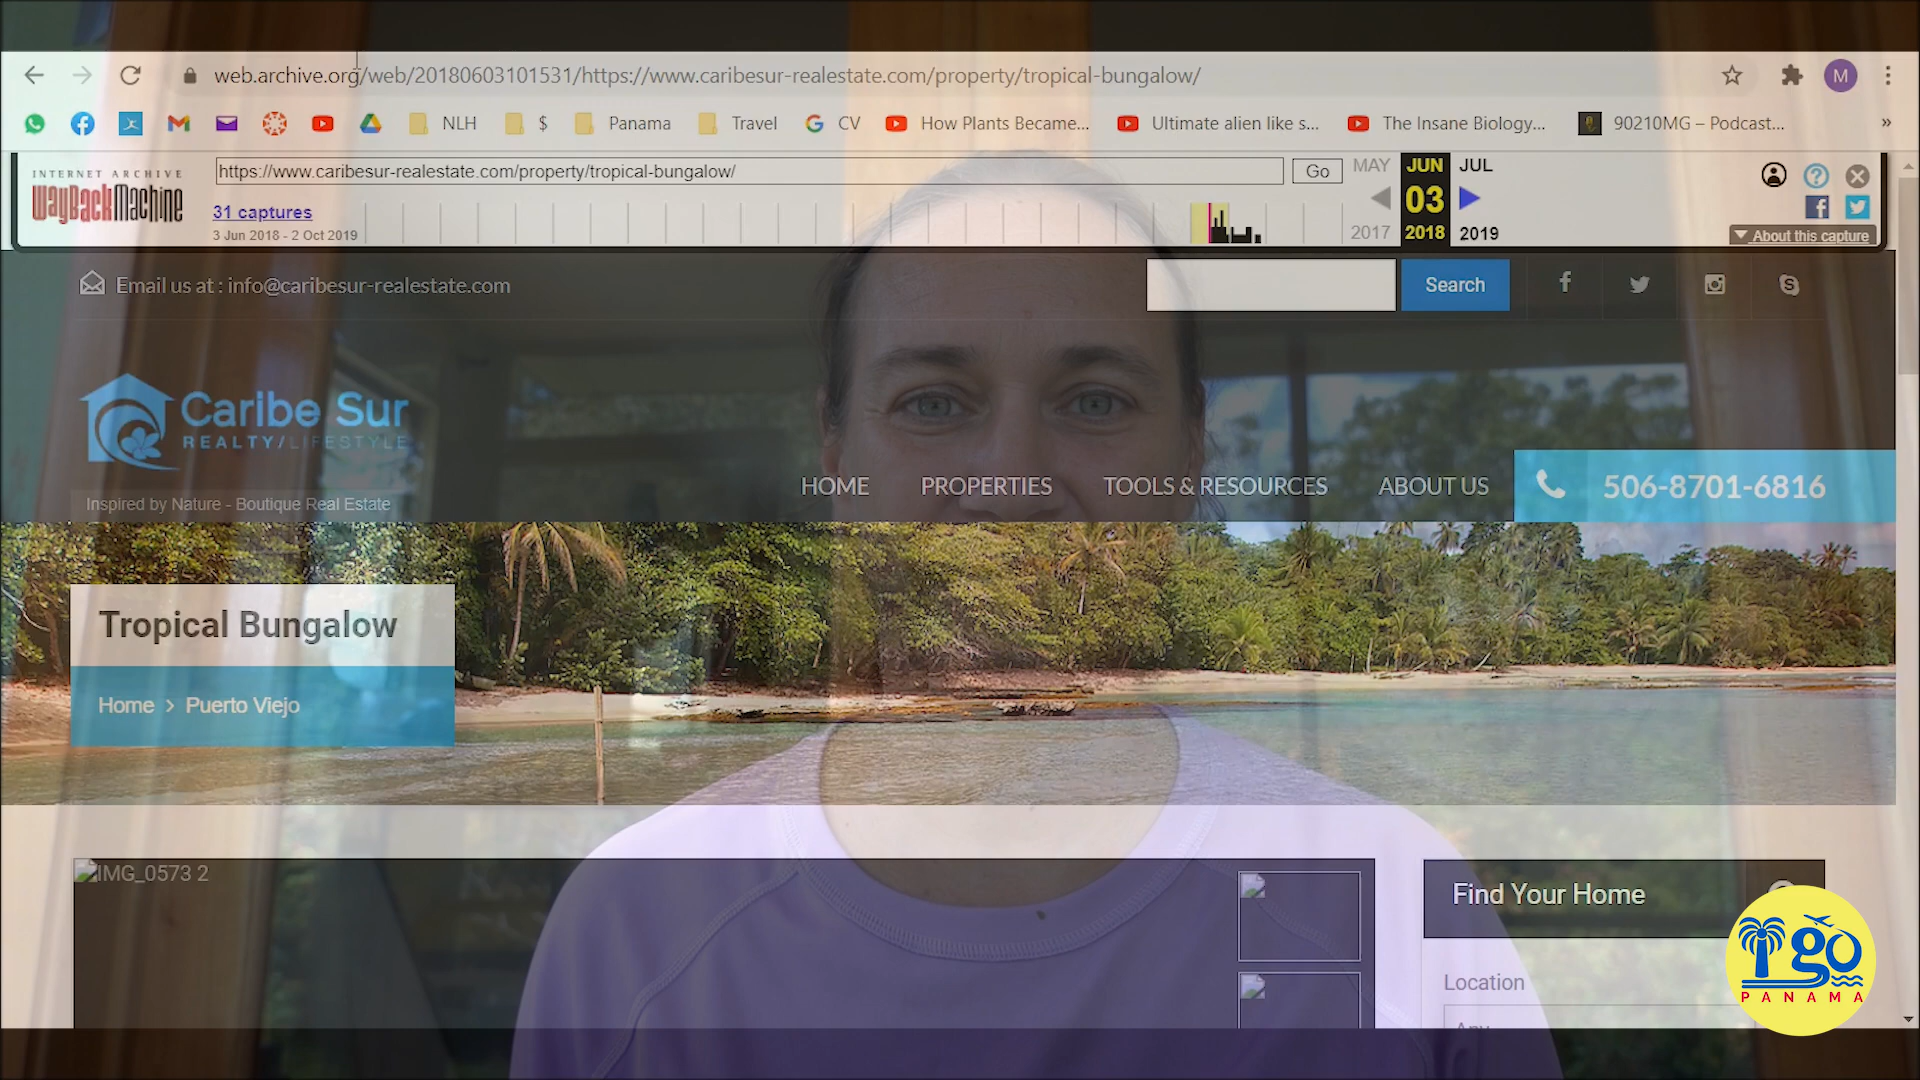 web.archive.org/web/20180603101531/https://www.caribesur-realestate.com/property/tropical-bungalow/
M
NLH $ Panama Travel CV How Plants Became... Ultimate alien like s... The Insane Biology... 90210MG – Podcast... »
INTERNET ARCHIVE
WayBackMachine
https://www.caribesur-realestate.com/property/tropical-bungalow/
Go
MAY JUN JUL
31 captures
03
3 Jun 2018 - 2 Oct 2019
2017 2018 2019
About this capture
Email us at : info@caribesur-realestate.com
Search
Caribe Sur
REALTY/LIFESTYLE
Inspired by Nature - Boutique Real Estate
HOME PROPERTIES TOOLS & RESOURCES ABOUT US 506-8701-6816
Tropical Bungalow
Home > Puerto Viejo
IMG_0573 2
Find Your Home
Location
Any
go
PANAMA